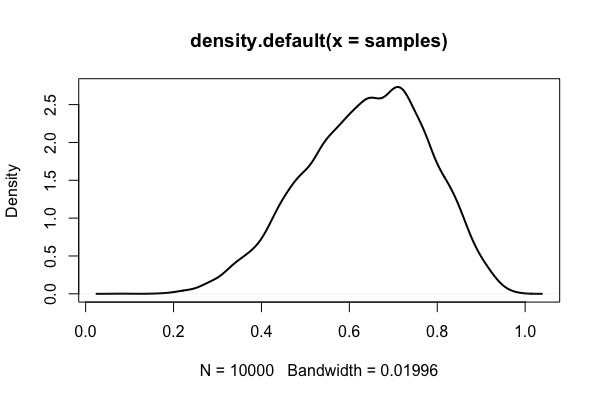 density.default(x = samples)
Density
0.0 0.5 1.0 1.5 2.0 2.5
0.0 0.2 0.4 0.6 0.8 1.0
N = 10000 Bandwidth = 0.01996